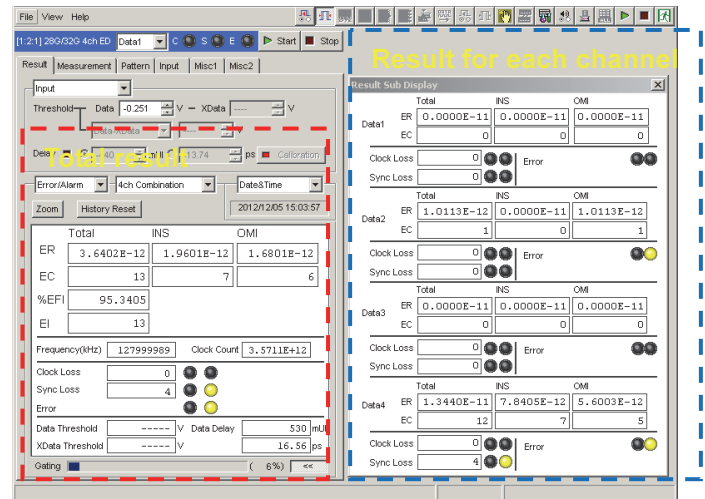 File View Help
[1:2:1] 28G/32G 4ch ED Data1 C S E Start Stop
Result Measurement Pattern Input Misc1 Misc2
Input
Threshold Data -0.251 V - XData ---- V
Data-XData ---- V
Delay 13.74 ps Calibration
Total result
Error/Alarm 4ch Combination Date&Time
Zoom History Reset 2012/12/05 15:03:57
Total INS OMI
ER 3.6402E-12 1.9601E-12 1.6801E-12
EC 13 7 6
%EFI 95.3405
EI 13
Frequency(kHz) 127999989 Clock Count 3.5711E+12
Clock Loss 0
Sync Loss 4
Error
Data Threshold ----- V Data Delay 530 mUI
XData Threshold ----- V 16.56 ps
Gating ( 6%) <<
Result for each channel
Result Sub Display
Total INS OMI
Data1 ER 0.0000E-11 0.0000E-11 0.0000E-11
EC 0 0 0
Clock Loss 0 Error
Sync Loss 0
Total INS OMI
Data2 ER 1.0113E-12 0.0000E-11 1.0113E-12
EC 1 0 1
Clock Loss 0 Error
Sync Loss 0
Total INS OMI
Data3 ER 0.0000E-11 0.0000E-11 0.0000E-11
EC 0 0 0
Clock Loss 0 Error
Sync Loss 0
Total INS OMI
Data4 ER 1.3440E-11 7.8405E-12 5.6003E-12
EC 12 7 5
Clock Loss 0 Error
Sync Loss 4